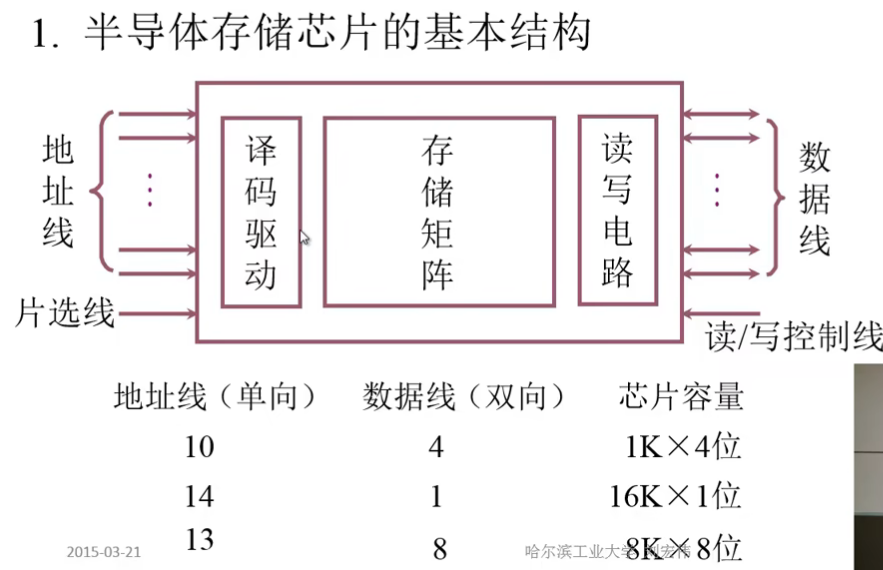 1. 半导体存储芯片的基本结构
地址线
片选线
译码驱动
存储矩阵
读写电路
数据线
读/写控制线
地址线（单向） 数据线（双向） 芯片容量
10 4 1K×4位
14 1 16K×1位
13 8 8K×8位
2015-03-21 哈尔滨工业大学 刘宏伟